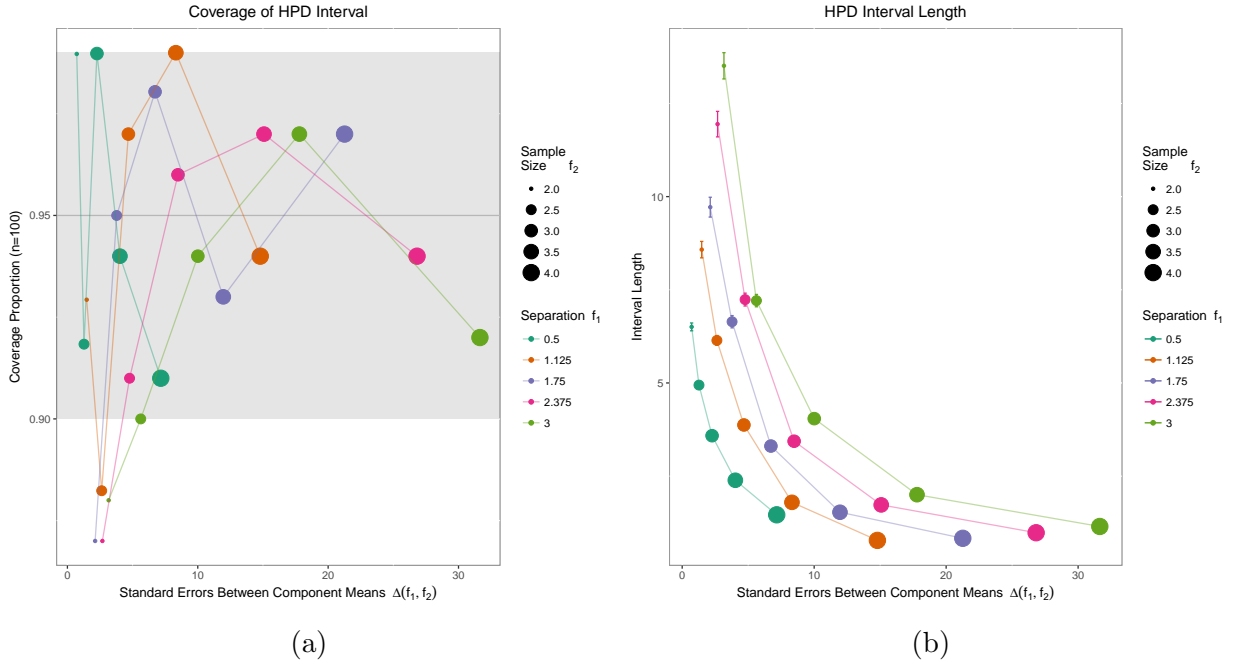 Coverage of HPD Interval
0.95
0.90
Coverage Proportion (n=100)
0
10
20
30
Standard Errors Between Component Means Δ(f₁, f₂)
Sample
Size f₂
2.0
2.5
3.0
3.5
4.0
Separation f₁
0.5
1.125
1.75
2.375
3
(a)
HPD Interval Length
10
5
Interval Length
0
10
20
30
Standard Errors Between Component Means Δ(f₁, f₂)
Sample
Size f₂
2.0
2.5
3.0
3.5
4.0
Separation f₁
0.5
1.125
1.75
2.375
3
(b)